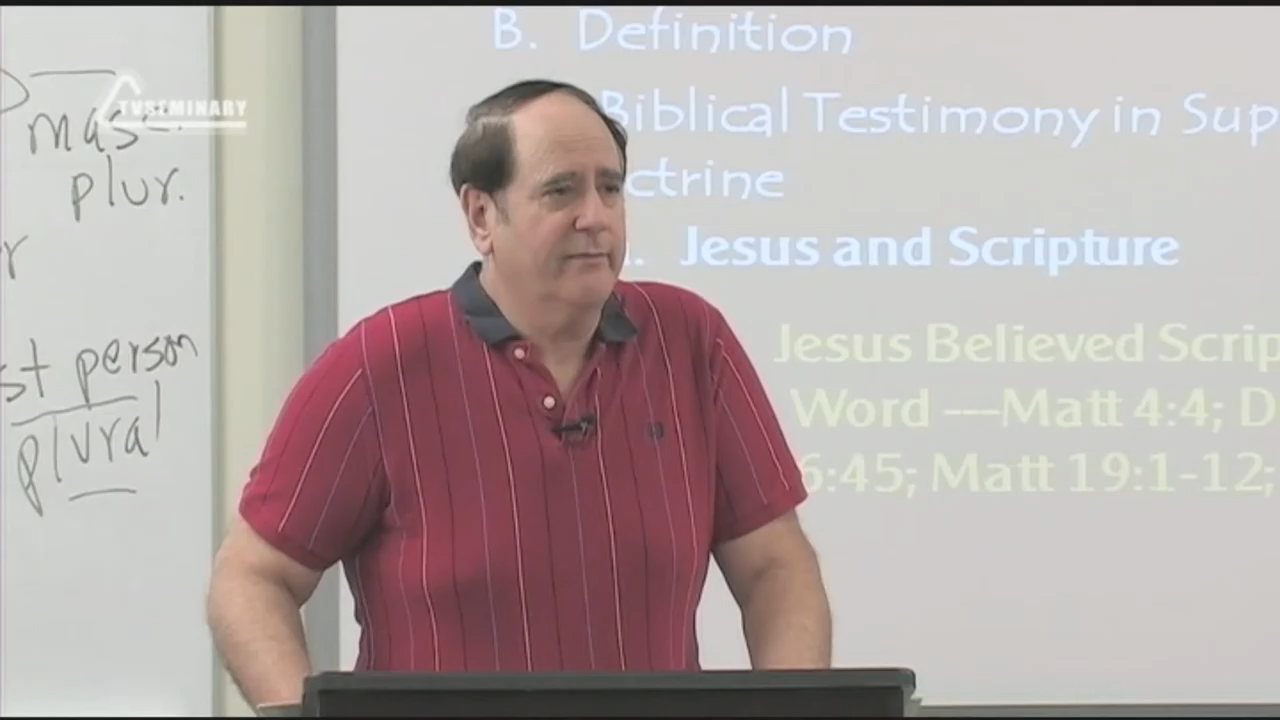 TVSEMINARY
masc.
plur.
st person
plural
B. Definition
Biblical Testimony in Sup
ctrine
. Jesus and Scripture
Jesus Believed Scrip
Word ---Matt 4:4; D
6:45; Matt 19:1-12;